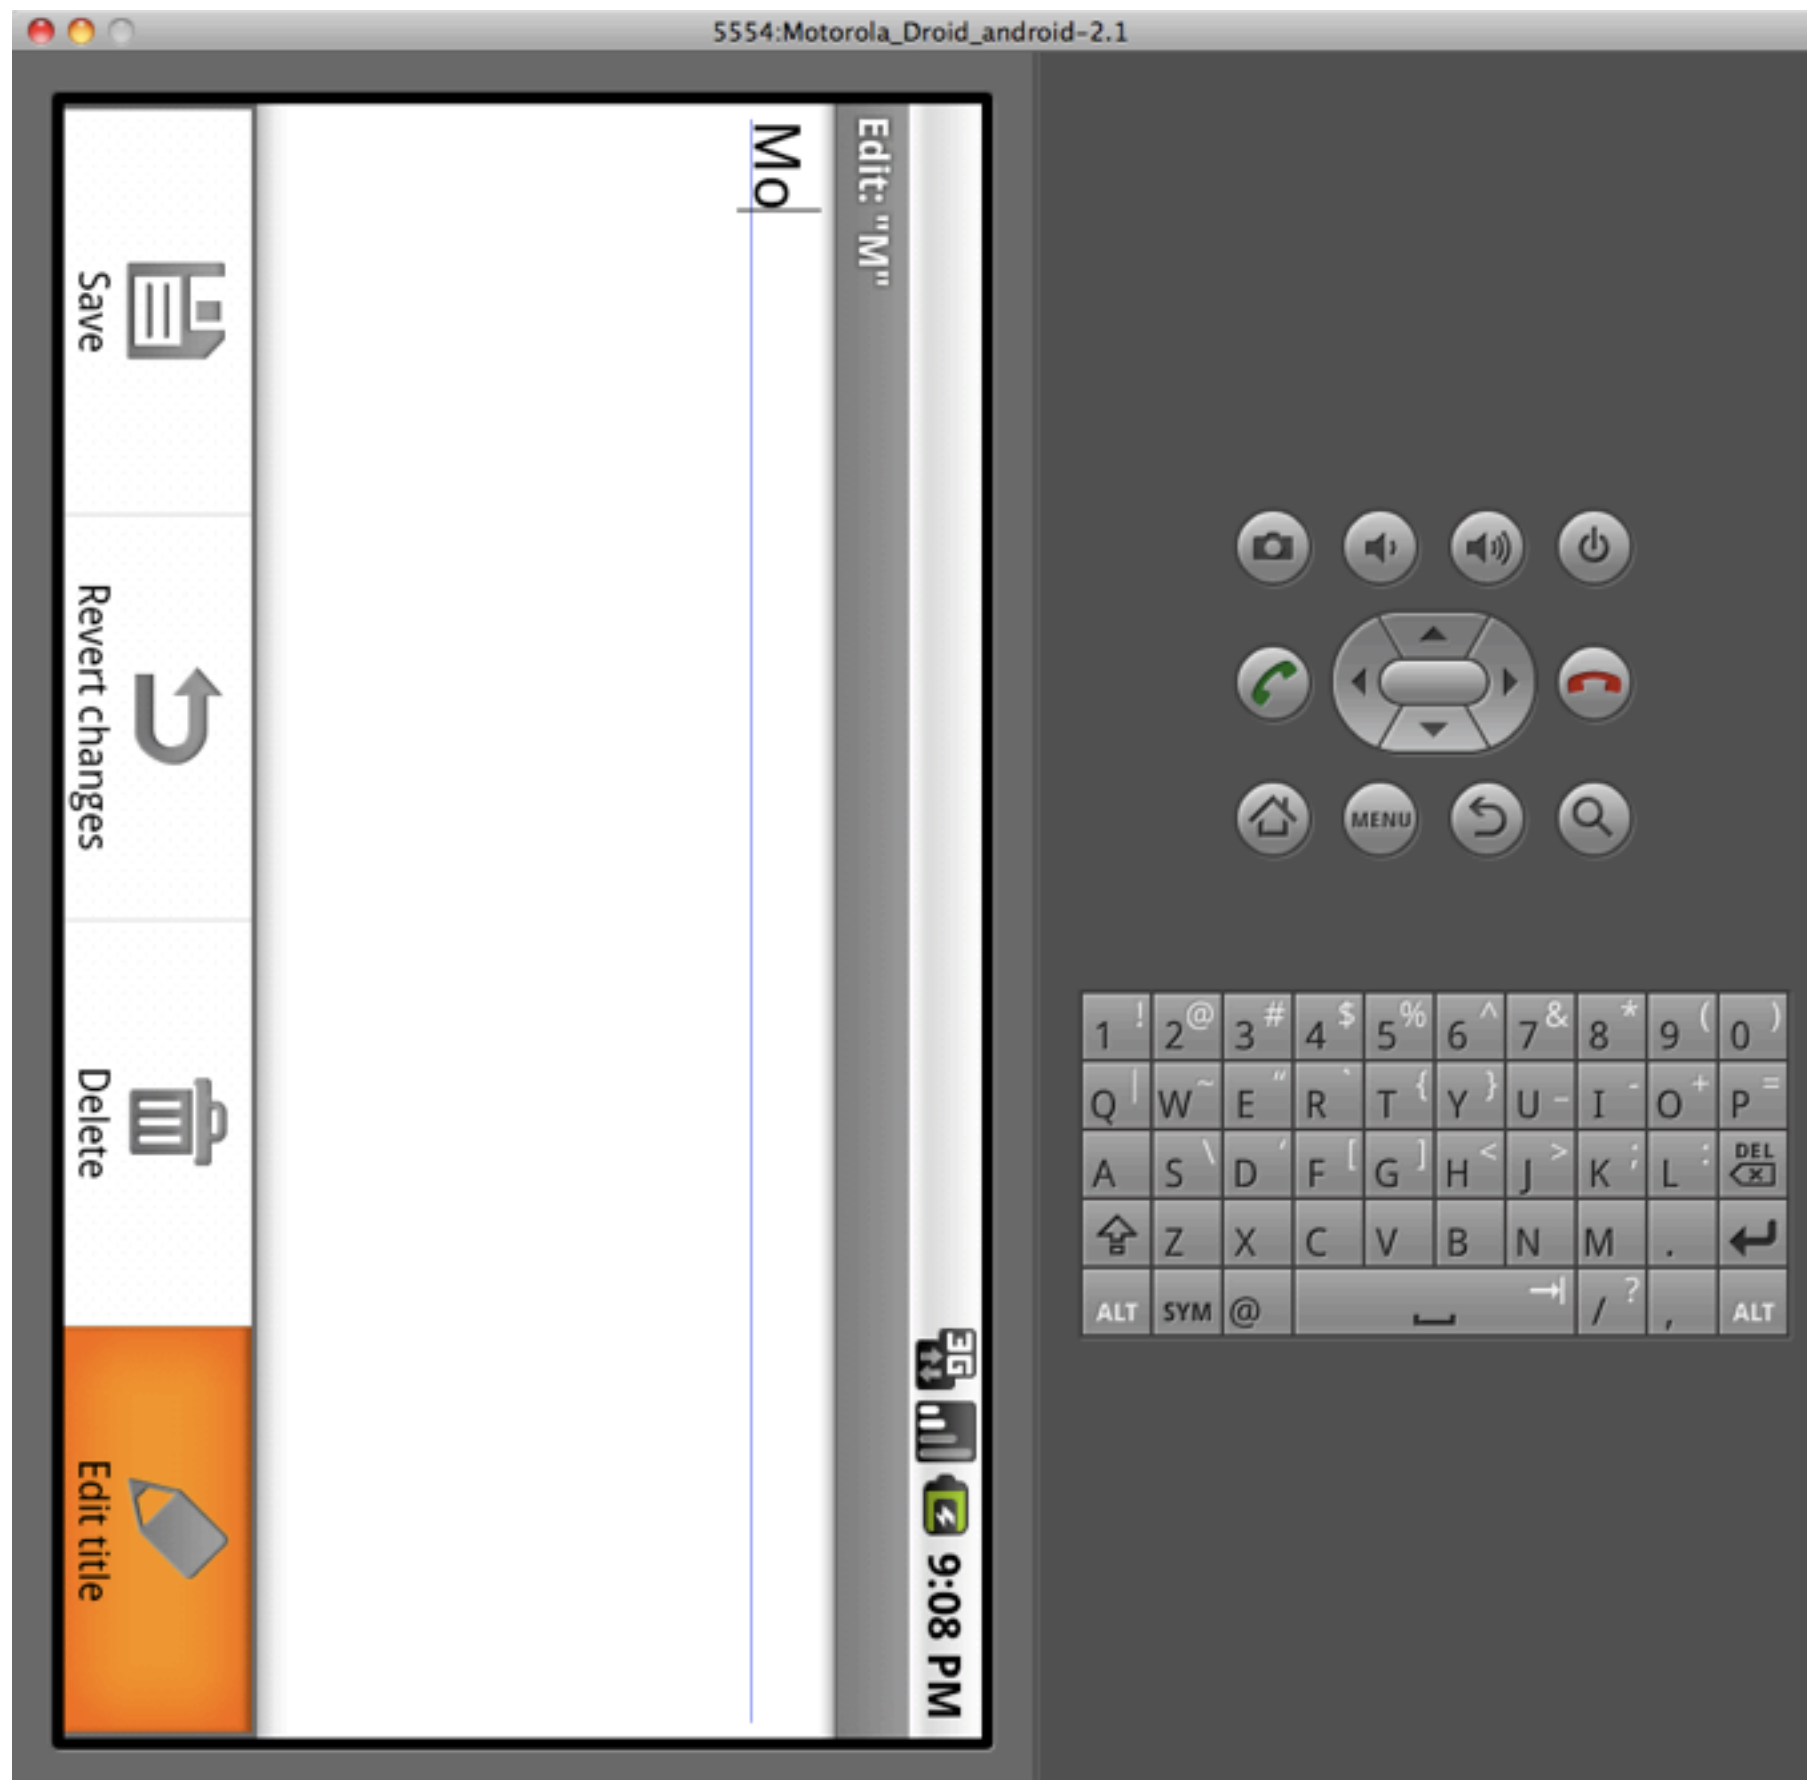 5554:Motorola_Droid_android-2.1
3G 9:08 PM
Edit: "M"
Mo
Save
Revert changes
Delete
Edit title
MENU
1 ! 2 @ 3 # 4 $ 5 % 6 ^ 7 & 8 * 9 ( 0 )
Q | W ~ E “ R ` T { Y } U _ I - O + P =
A S \ D ‘ F [ G ] H < J > K ; L : DEL
Z X C V B N M .
ALT SYM @ / ? , ALT